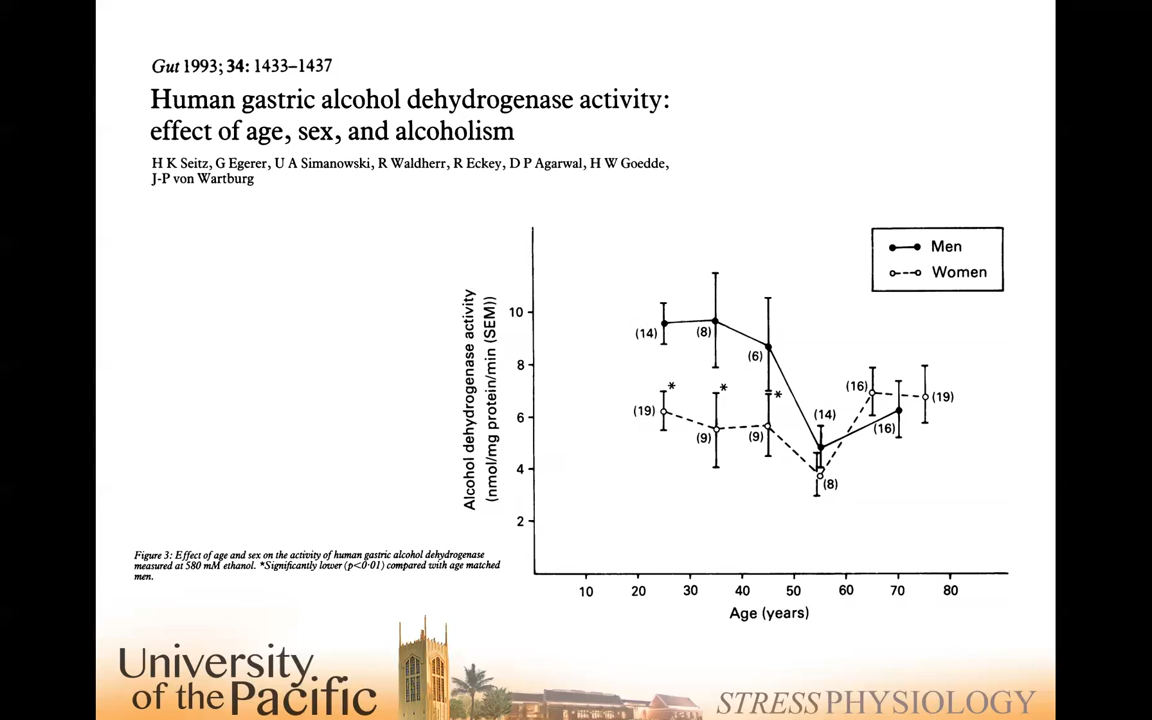 Gut 1993; 34: 1433–1437
Human gastric alcohol dehydrogenase activity:
effect of age, sex, and alcoholism
H K Seitz, G Egerer, U A Simanowski, R Waldherr, R Eckey, D P Agarwal, H W Goedde,
J-P von Wartburg
Men
Women
Alcohol dehydrogenase activity
(nmol/mg protein/min (SEM))
10
8
6
4
2
(14)
(8)
(6)
(14)
(16)
(19)
*
(9)
*
(9)
*
(8)
(16)
(19)
10 20 30 40 50 60 70 80
Age (years)
Figure 3: Effect of age and sex on the activity of human gastric alcohol dehydrogenase
measured at 580 mM ethanol. *Significantly lower (p<0·01) compared with age matched
men.
University
of the Pacific
STRESS PHYSIOLOGY